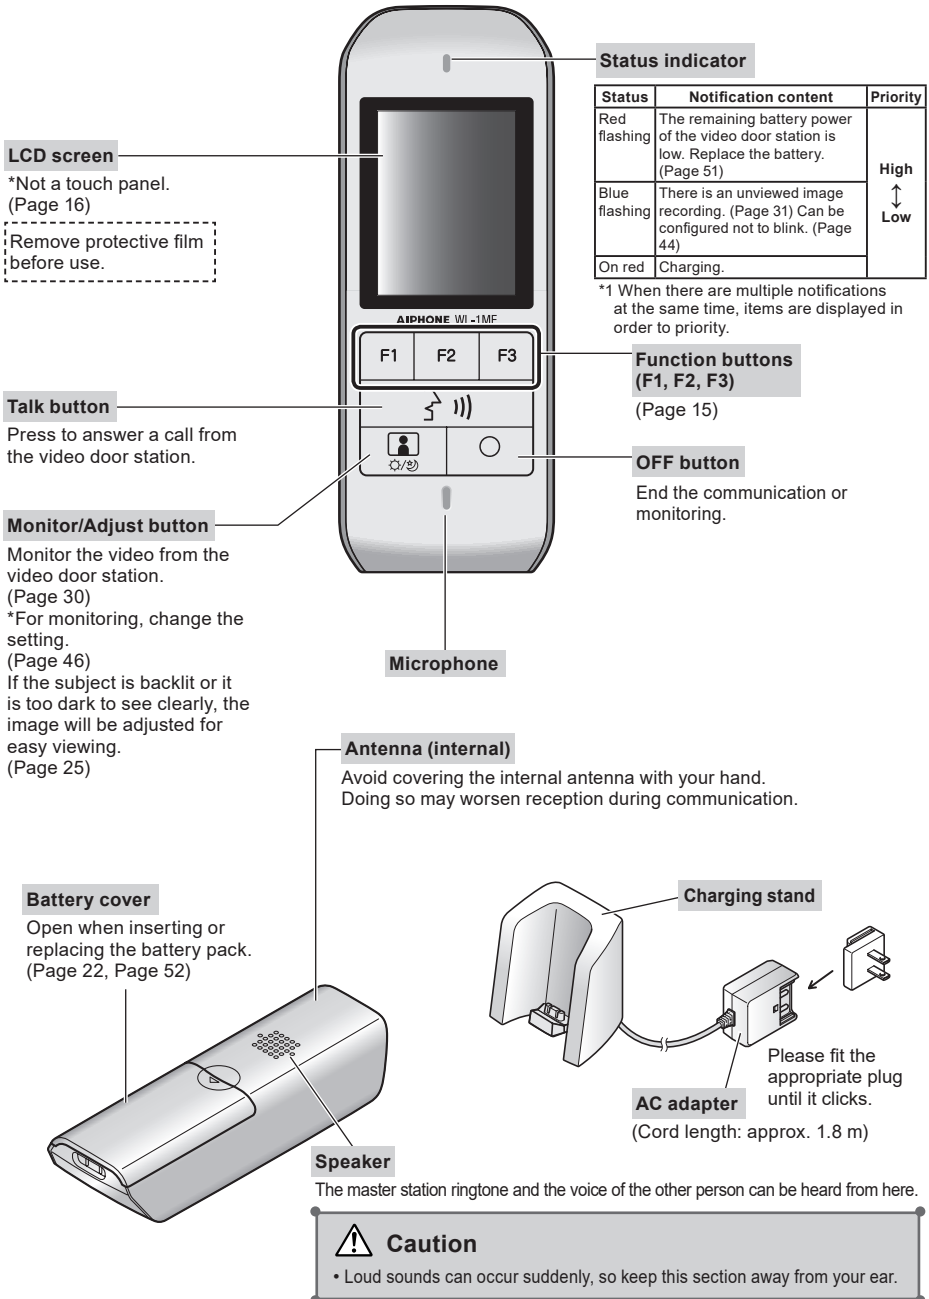 Status indicator
Status Notification content Priority
Red flashing The remaining battery power of the video door station is low. Replace the battery. (Page 51)
Blue flashing There is an unviewed image recording. (Page 31) Can be configured not to blink. (Page 44)
On red Charging.
High
↕
Low
*1 When there are multiple notifications
at the same time, items are displayed in
order to priority.
LCD screen
*Not a touch panel.
(Page 16)
Remove protective film
before use.
AIPHONE WL-1MF
F1 F2 F3
Function buttons
(F1, F2, F3)
(Page 15)
Talk button
Press to answer a call from
the video door station.
OFF button
End the communication or
monitoring.
Monitor/Adjust button
Monitor the video from the
video door station.
(Page 30)
*For monitoring, change the
setting.
(Page 46)
If the subject is backlit or it
is too dark to see clearly, the
image will be adjusted for
easy viewing.
(Page 25)
Microphone
Antenna (internal)
Avoid covering the internal antenna with your hand.
Doing so may worsen reception during communication.
Battery cover
Open when inserting or
replacing the battery pack.
(Page 22, Page 52)
Charging stand
Please fit the
appropriate plug
until it clicks.
AC adapter
(Cord length: approx. 1.8 m)
Speaker
The master station ringtone and the voice of the other person can be heard from here.
Caution
• Loud sounds can occur suddenly, so keep this section away from your ear.